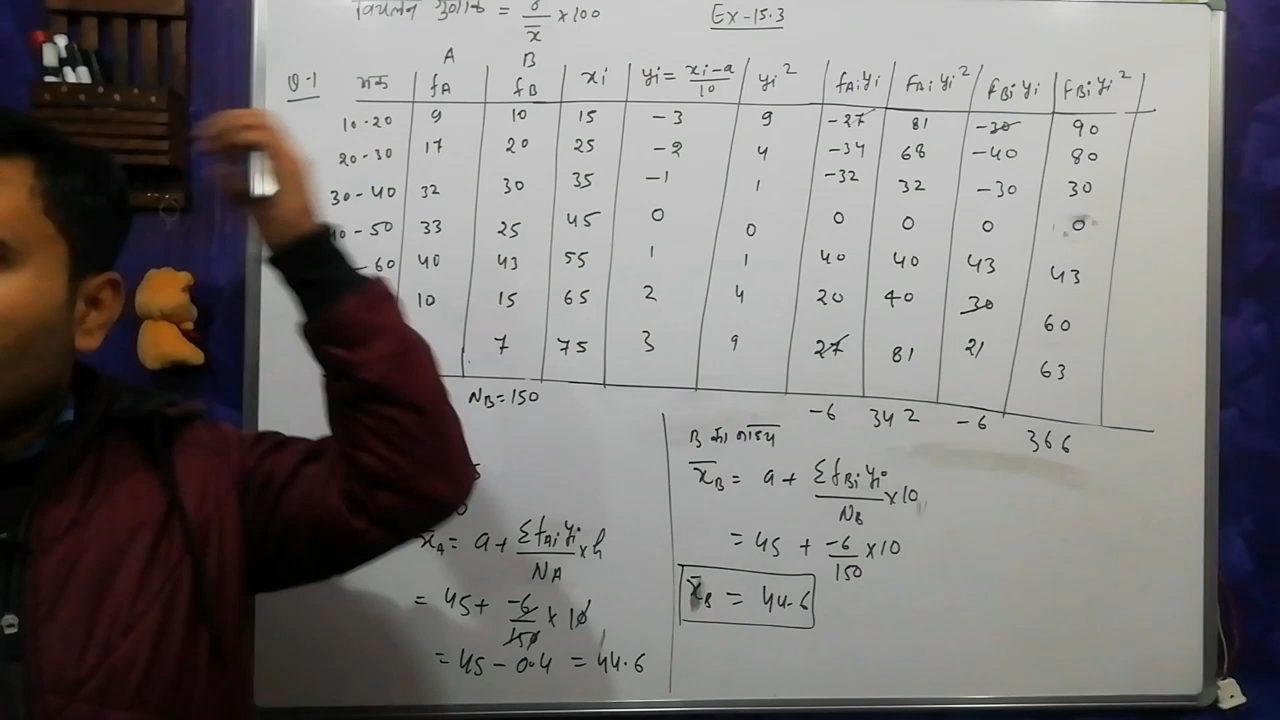 = σ/x̄ × 100 Ex-15.3
A B
Q.1 अंक fA fB xi yi = xi-a/10 yi² fAiyi fAiyi² fBiyi fBiyi²
10-20 9 10 15 -3 9 -27 81 -30 90
20-30 17 20 25 -2 4 -34 68 -40 80
30-40 32 30 35 -1 1 -32 32 -30 30
-50 33 25 45 0 0 0 0 0 0
-60 40 43 55 1 1 40 40 43 43
10 15 65 2 4 20 40 30 60
7 75 3 9 27 81 21 63
NB=150 -6 342 -6 366
x̄A = a + ΣfAiyi/NA × h
= 45 + -6/150 × 10
= 45 - 0.4 = 44.6
B का माध्य
x̄B = a + ΣfBiyi/NB × 10
= 45 + -6/150 × 10
x̄B = 44.6